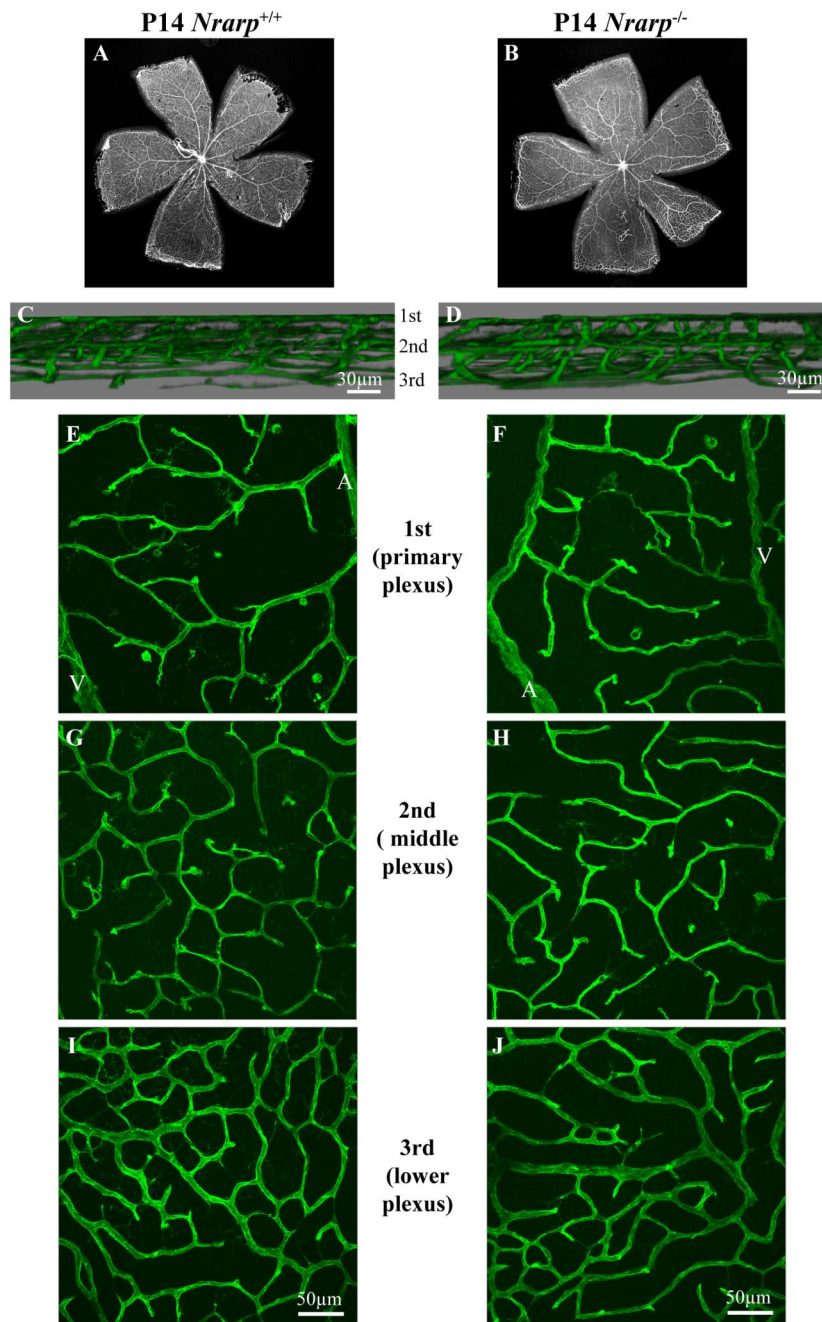 P14 Nrarp+/+
P14 Nrarp-/-
A
B
C
1st
2nd
3rd
30µm
D
30µm
E
A
V
F
V
A
1st
(primary
plexus)
G
H
2nd
( middle
plexus)
I
50µm
J
50µm
3rd
(lower
plexus)